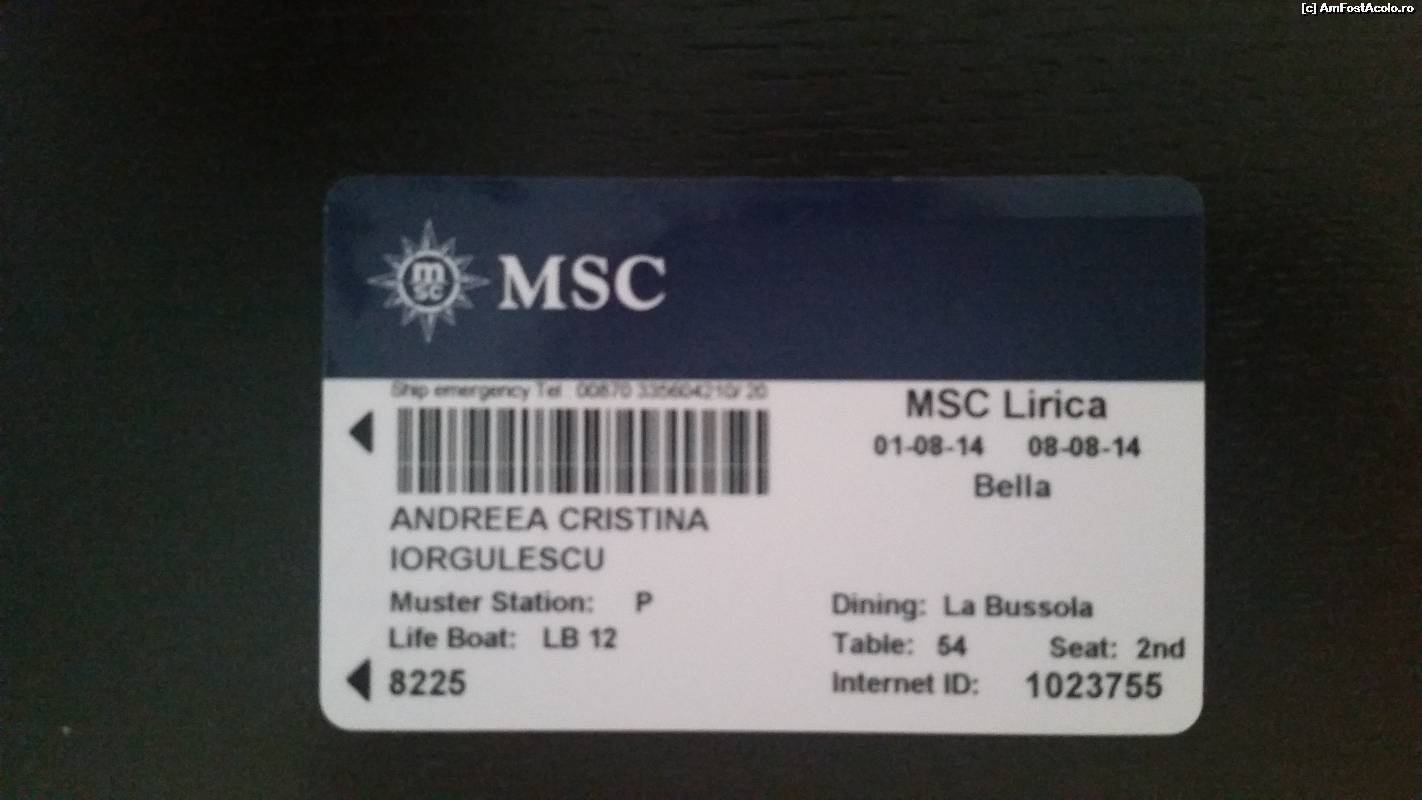 [c] AmFostAcolo.ro
m
sc
MSC
Ship emergency Tel.: 00870 335604210/ 20
MSC Lirica
01-08-14 08-08-14
Bella
ANDREEA CRISTINA
IORGULESCU
Muster Station: P
Life Boat: LB 12
8225
Dining: La Bussola
Table: 54 Seat: 2nd
Internet ID: 1023755